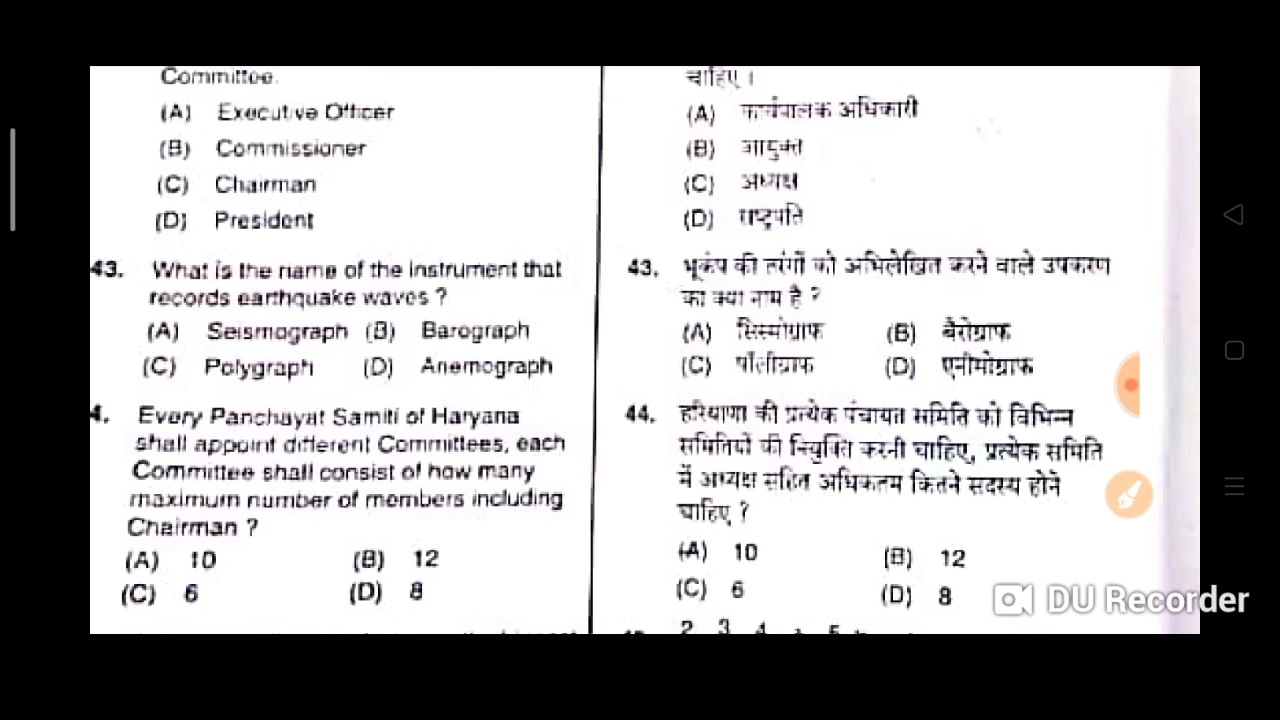 Committee.
(A) Executive Officer
(B) Commissioner
(C) Chairman
(D) President
43. What is the name of the instrument that
records earthquake waves ?
(A) Seismograph (B) Barograph
(C) Polygraph (D) Anemograph
4. Every Panchayat Samiti of Haryana
shall appoint different Committees, each
Committee shall consist of how many
maximum number of members including
Chairman ?
(A) 10 (B) 12
(C) 6 (D) 8
चाहिए ।
(A) कार्यपालक अधिकारी
(B) आयुक्त
(C) अध्यक्ष
(D) राष्ट्रपति
43. भूकंप की तरंगों को अभिलेखित करने वाले उपकरण
का क्या नाम है ?
(A) सिस्मोग्राफ (B) बैरोग्राफ
(C) पॉलीग्राफ (D) एनीमोग्राफ
44. हरियाणा की प्रत्येक पंचायत समिति को विभिन्न
समितियों की नियुक्ति करनी चाहिए, प्रत्येक समिति
में अध्यक्ष सहित अधिकतम कितने सदस्य होने
चाहिए ?
(A) 10 (B) 12
(C) 6 (D) 8
DU Recorder